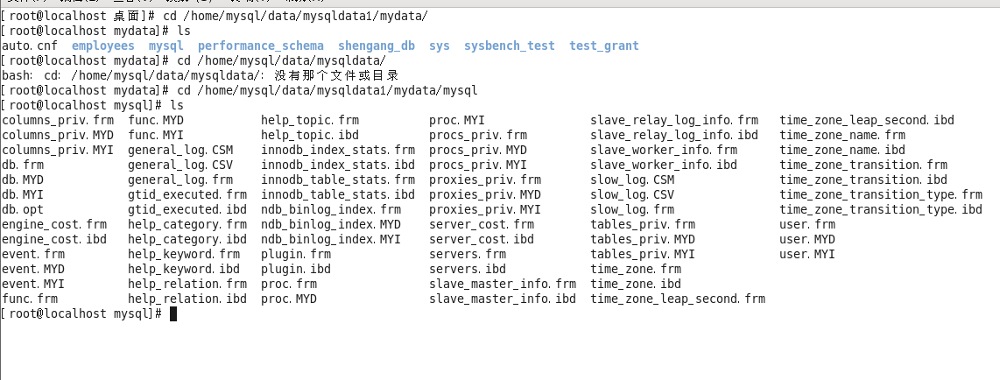 [ root@localhost 桌面]# cd /home/mysql/data/mysqldata1/mydata/
[ root@localhost mydata]# ls
auto. cnf employees mysql performance_schema shengang_db sys sysbench_test test_grant
[ root@localhost mydata]# cd /home/mysql/data/mysqldata/
bash: cd: /home/mysql/data/mysqldata/: 没有那个文件或目录
[ root@localhost mydata]# cd /home/mysql/data/mysqldata1/mydata/mysql
[ root@localhost mysql]# ls
columns_priv. frm func. MYD help_topic. frm proc. MYI slave_relay_log_info. frm time_zone_leap_second. ibd
columns_priv. MYD func. MYI help_topic. ibd procs_priv. frm slave_relay_log_info. ibd time_zone_name. frm
columns_priv. MYI general_log. CSM innodb_index_stats. frm procs_priv. MYD slave_worker_info. frm time_zone_name. ibd
db. frm general_log. CSV innodb_index_stats. ibd procs_priv. MYI slave_worker_info. ibd time_zone_transition. frm
db. MYD general_log. frm innodb_table_stats. frm proxies_priv. frm slow_log. CSM time_zone_transition. ibd
db. MYI gtid_executed. frm innodb_table_stats. ibd proxies_priv. MYD slow_log. CSV time_zone_transition_type. frm
db. opt gtid_executed. ibd ndb_binlog_index. frm proxies_priv. MYI slow_log. frm time_zone_transition_type. ibd
engine_cost. frm help_category. frm ndb_binlog_index. MYD server_cost. frm tables_priv. frm user. frm
engine_cost. ibd help_category. ibd ndb_binlog_index. MYI server_cost. ibd tables_priv. MYD user. MYD
event. frm help_keyword. frm plugin. frm servers. frm tables_priv. MYI user. MYI
event. MYD help_keyword. ibd plugin. ibd servers. ibd time_zone. frm
event. MYI help_relation. frm proc. frm slave_master_info. frm time_zone. ibd
func. frm help_relation. ibd proc. MYD slave_master_info. ibd time_zone_leap_second. frm
[ root@localhost mysql]#